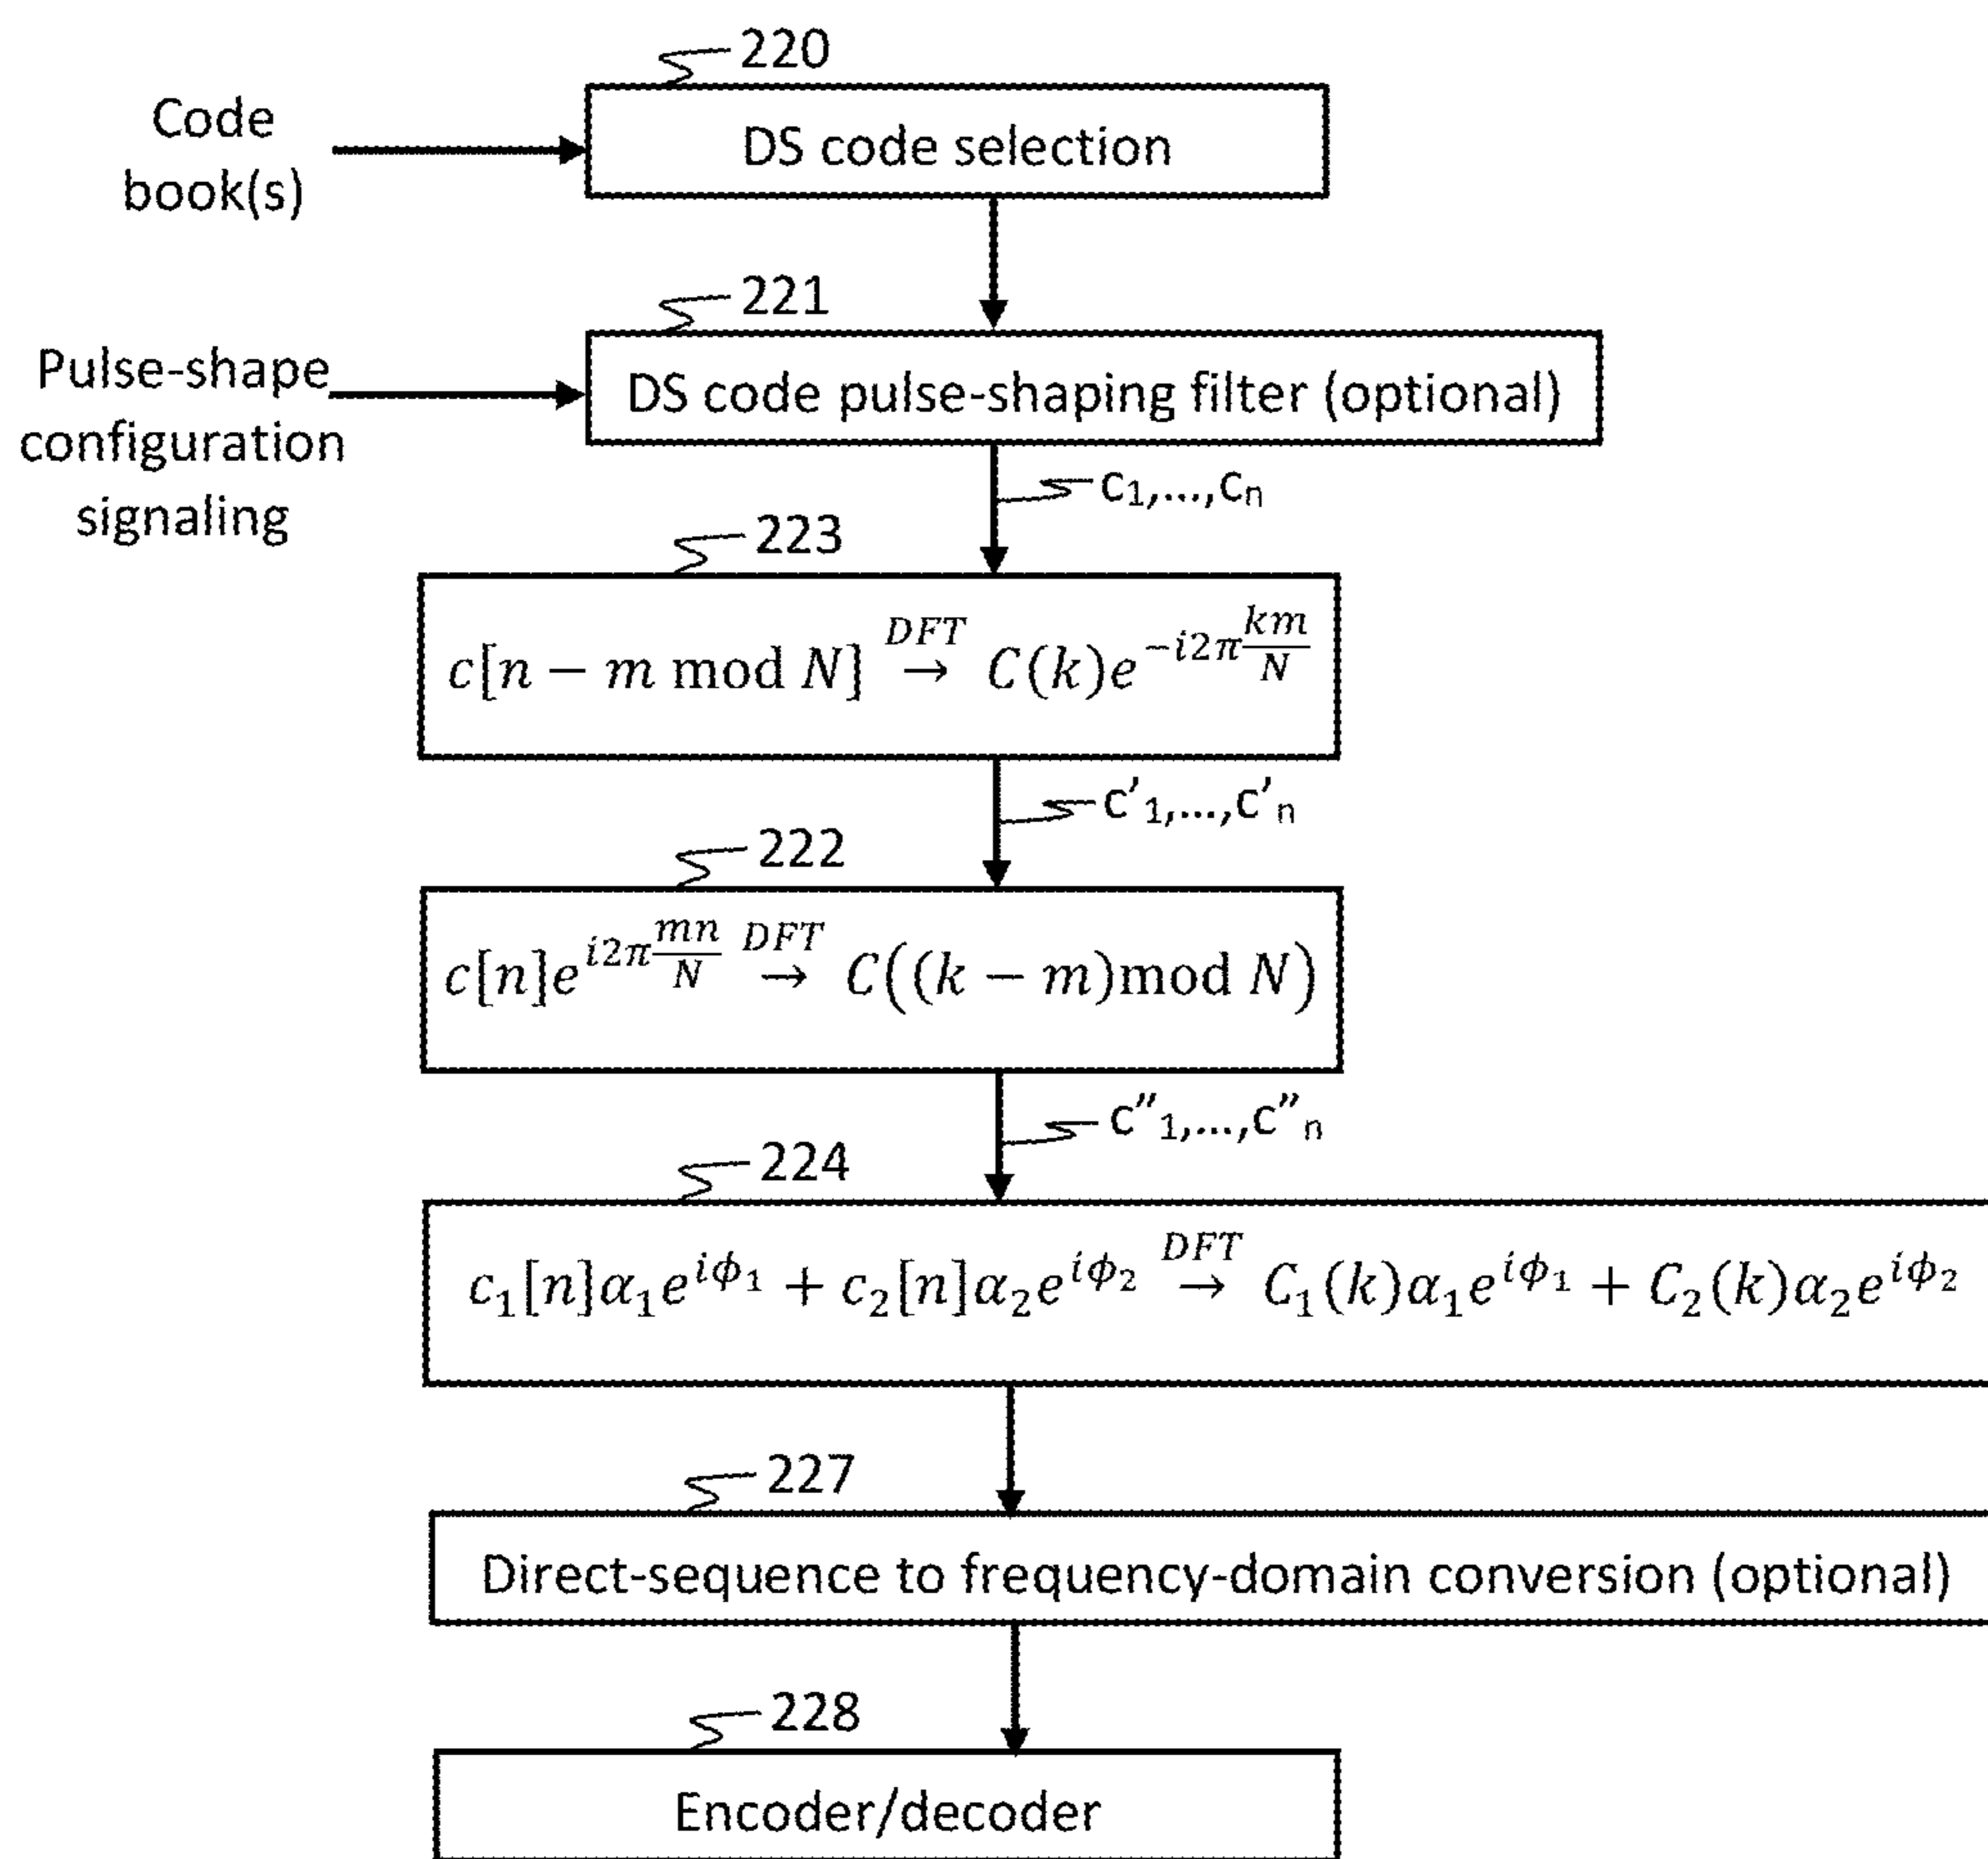 220
Code
book(s)
DS code selection
221
Pulse-shape
configuration
signaling
DS code pulse-shaping filter (optional)
c₁,...,cₙ
223
c[n − m mod N] DFT→ C(k)e^{−i2π km/N}
c'₁,...,c'ₙ
222
c[n]e^{i2π mn/N} DFT→ C((k − m)mod N)
c"₁,...,c"ₙ
224
c₁[n]α₁e^{iϕ₁} + c₂[n]α₂e^{iϕ₂} DFT→ C₁(k)α₁e^{iϕ₁} + C₂(k)α₂e^{iϕ₂}
227
Direct-sequence to frequency-domain conversion (optional)
228
Encoder/decoder